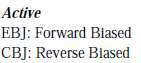 Active
EBJ: Forward Biased
CBJ: Reverse Biased